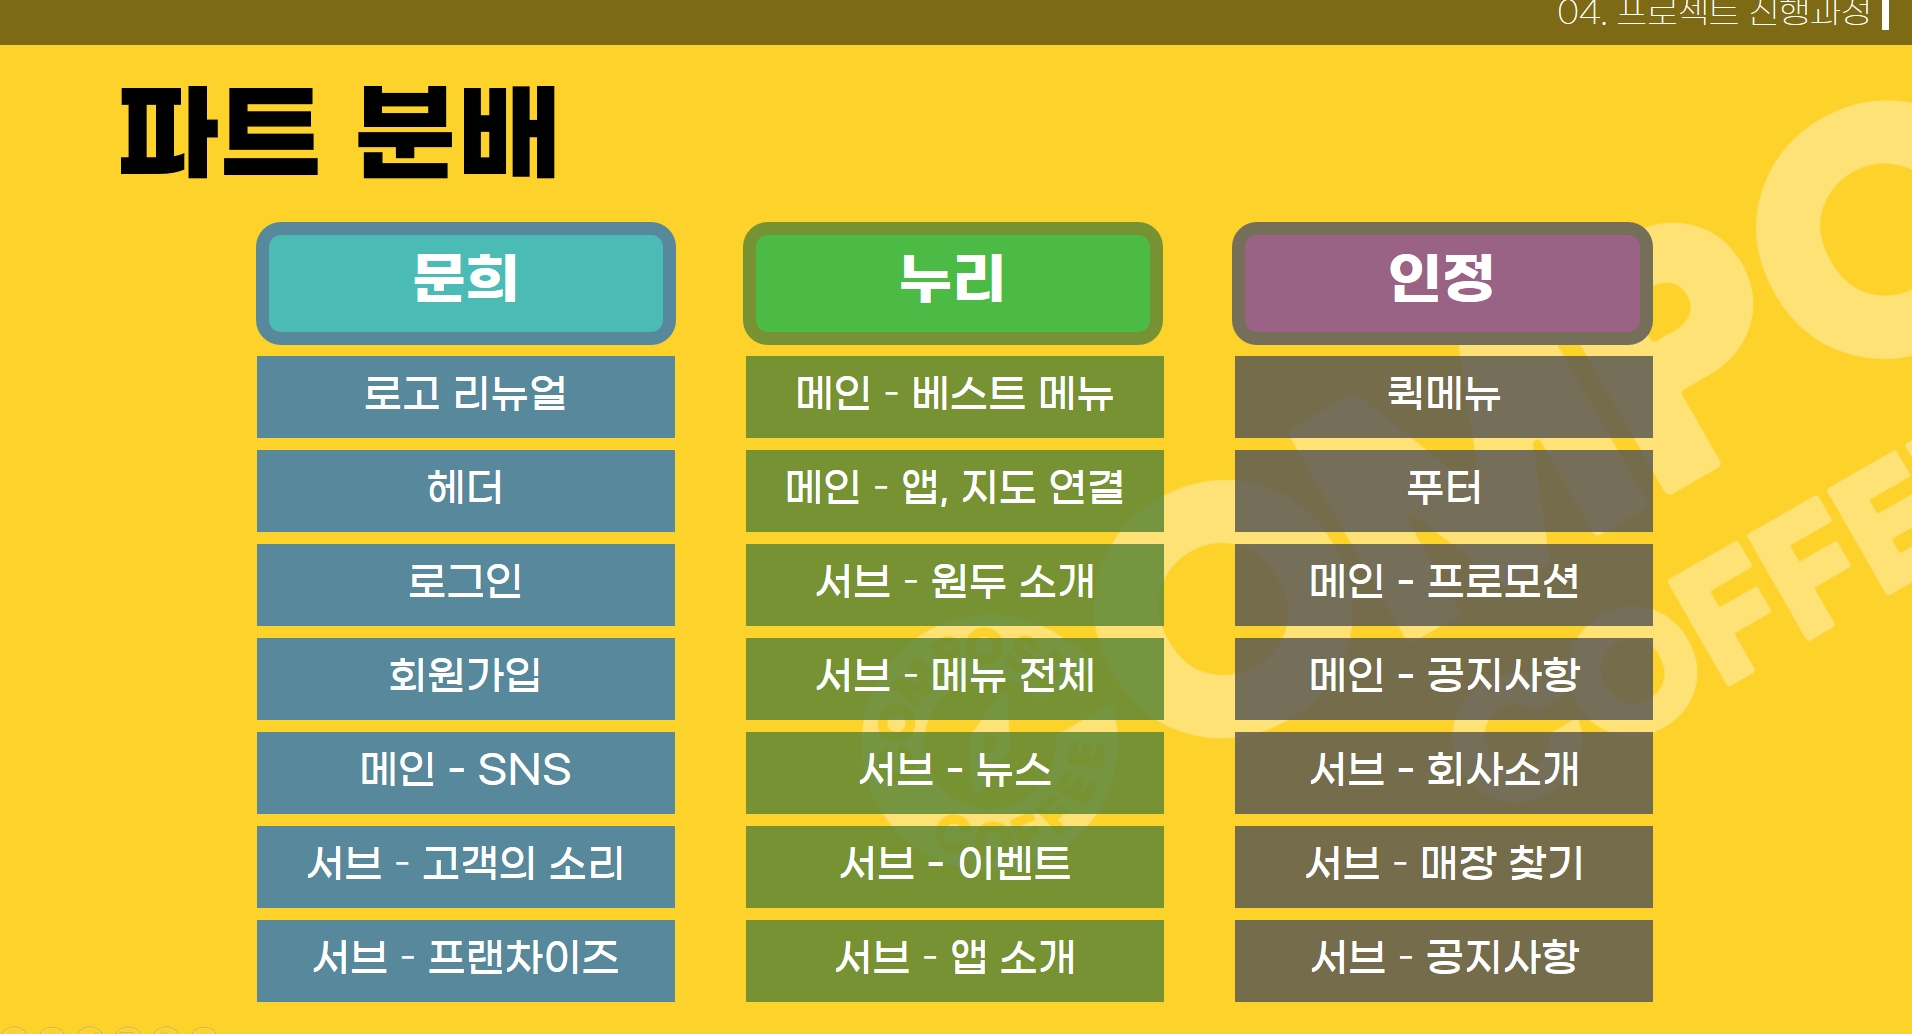 04. 프로젝트 진행과정
파트 분배
문희
누리
인정
로고 리뉴얼
메인 - 베스트 메뉴
퀵메뉴
헤더
메인 - 앱, 지도 연결
푸터
로그인
서브 - 원두 소개
메인 - 프로모션
회원가입
서브 - 메뉴 전체
메인 - 공지사항
메인 - SNS
서브 - 뉴스
서브 - 회사소개
서브 - 고객의 소리
서브 - 이벤트
서브 - 매장 찾기
서브 - 프랜차이즈
서브 - 앱 소개
서브 - 공지사항
OMPO
COFFE
COFFEE